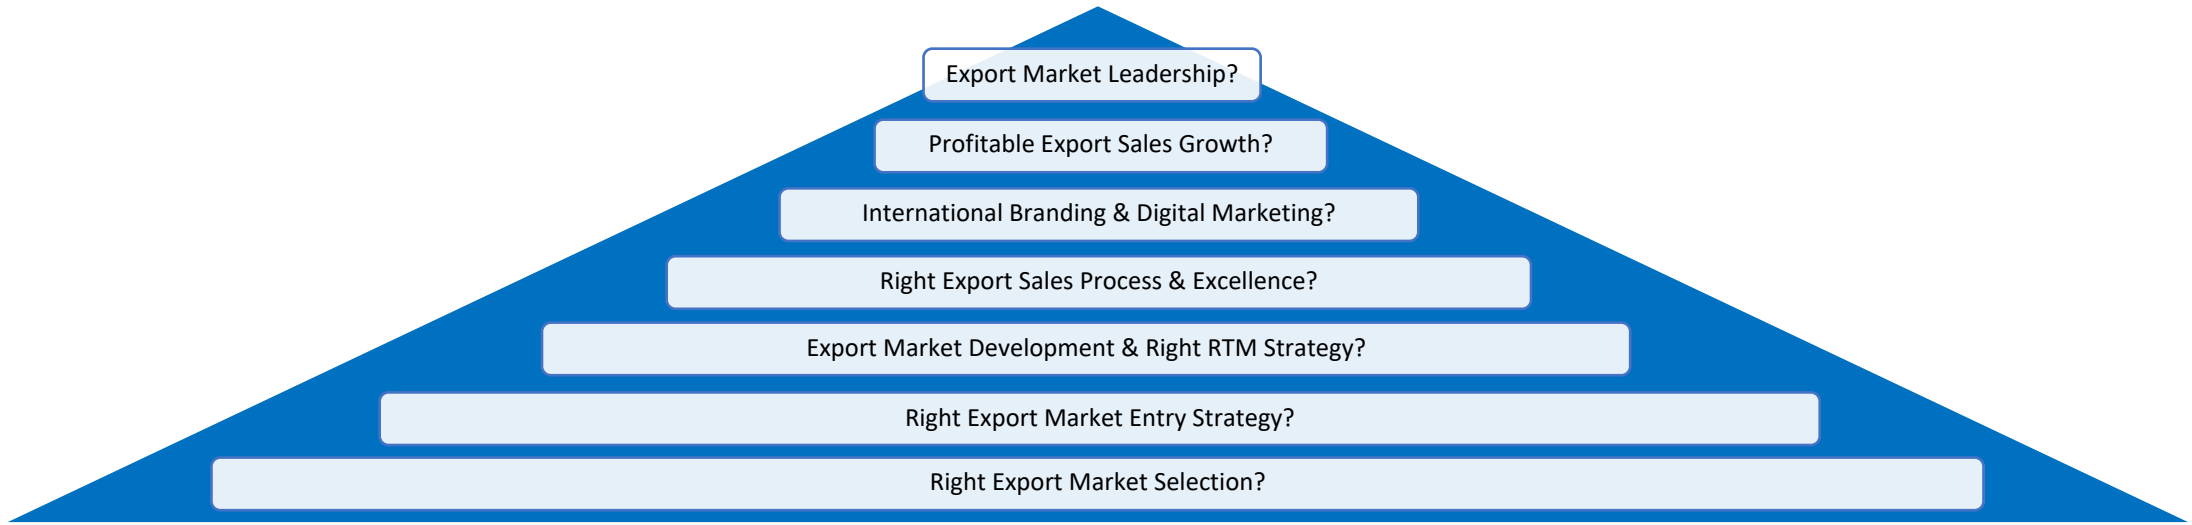 Export Market Leadership?
Profitable Export Sales Growth?
International Branding & Digital Marketing?
Right Export Sales Process & Excellence?
Export Market Development & Right RTM Strategy?
Right Export Market Entry Strategy?
Right Export Market Selection?